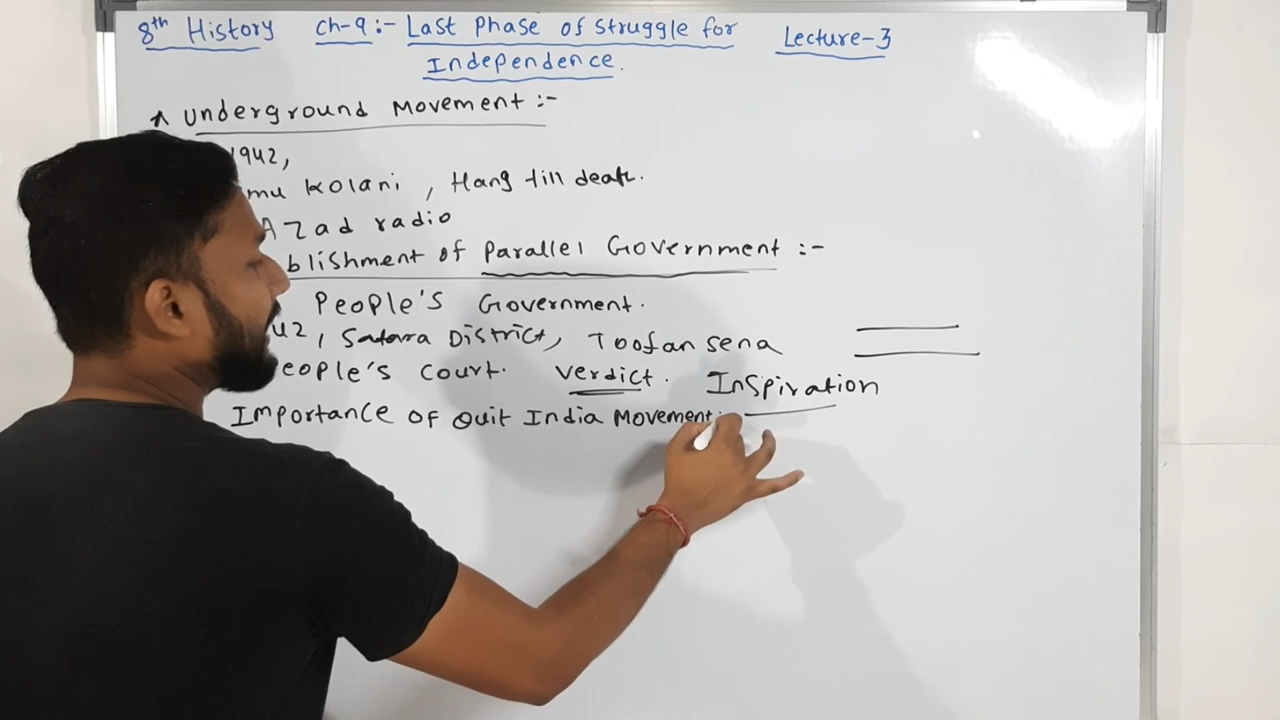 8th History Ch-9:- Last Phase of Struggle for Independence. Lecture-3
* Underground Movement :-
1942,
Kolani, Hang till death.
Azad radio
blishment of Parallel Government :-
People's Government.
42, Satara District, Toofan sena
eople's Court. Verdict. Inspiration
Importance of Quit India Movement:-